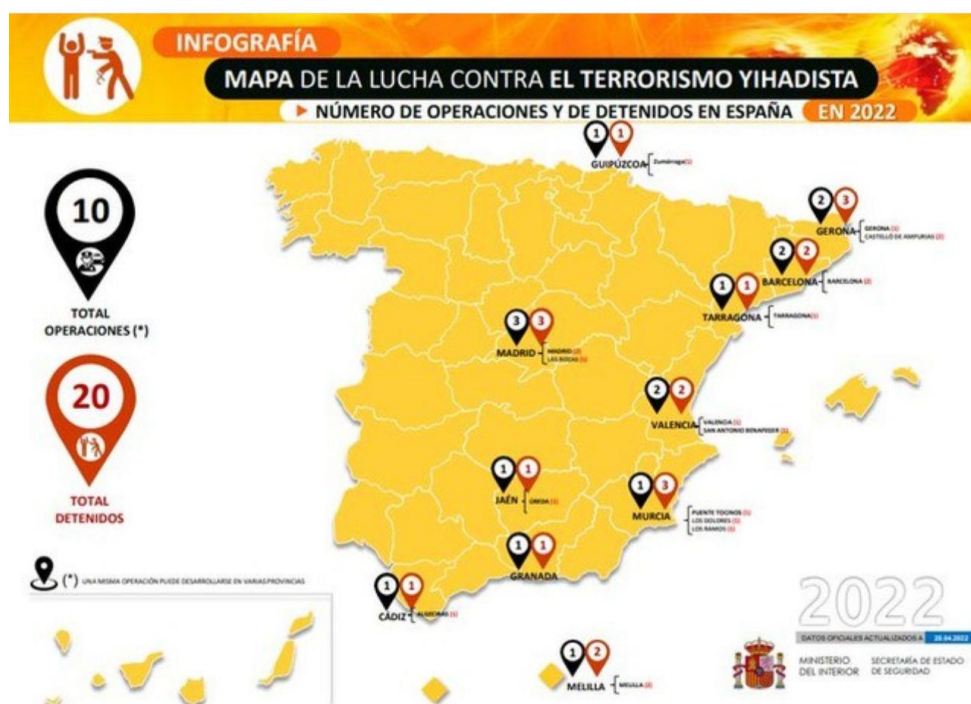 INFOGRAFÍA
MAPA DE LA LUCHA CONTRA EL TERRORISMO YIHADISTA
NÚMERO DE OPERACIONES Y DE DETENIDOS EN ESPAÑA EN 2022
10
TOTAL
OPERACIONES (*)
20
TOTAL
DETENIDOS
1 1
GUIPÚZCOA
Zumárraga (1)
2 3
GERONA
GERONA (1)
CASTELLÓ DE AMPURIAS (2)
2 2
BARCELONA
BARCELONA (2)
1 1
TARRAGONA
TARRAGONA (1)
3 3
MADRID
MADRID (2)
LAS ROZAS (1)
2 2
VALENCIA
VALENCIA (1)
SAN ANTONIO BENAGEBER (1)
1 1
JAÉN
1 3
MURCIA
PUENTE TOCINOS (1)
LOS DOLORES (1)
LOS RAMOS (1)
1 1
GRANADA
1 1
CÁDIZ
ALGECIRAS (1)
1 2
MELILLA
MELILLA (2)
(*) UNA MISMA OPERACIÓN PUEDE DESARROLLARSE EN VARIAS PROVINCIAS
2022
DATOS OFICIALES ACTUALIZADOS A
MINISTERIO
DEL INTERIOR
SECRETARÍA DE ESTADO
DE SEGURIDAD